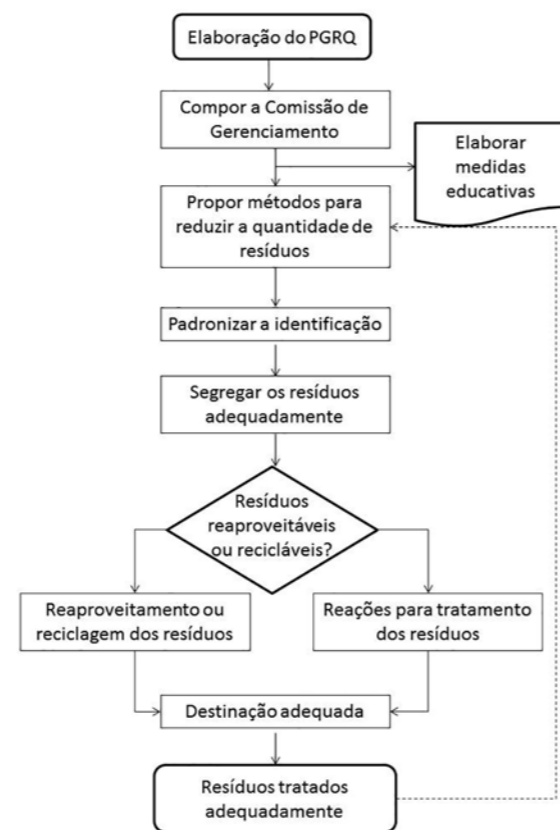 Elaboração do PGRQ
Compor a Comissão de
Gerenciamento
Elaborar
medidas
educativas
Propor métodos para
reduzir a quantidade de
resíduos
Padronizar a identificação
Segregar os resíduos
adequadamente
Resíduos
reaproveitáveis
ou recicláveis?
Reaproveitamento ou
reciclagem dos resíduos
Reações para tratamento
dos resíduos
Destinação adequada
Resíduos tratados
adequadamente